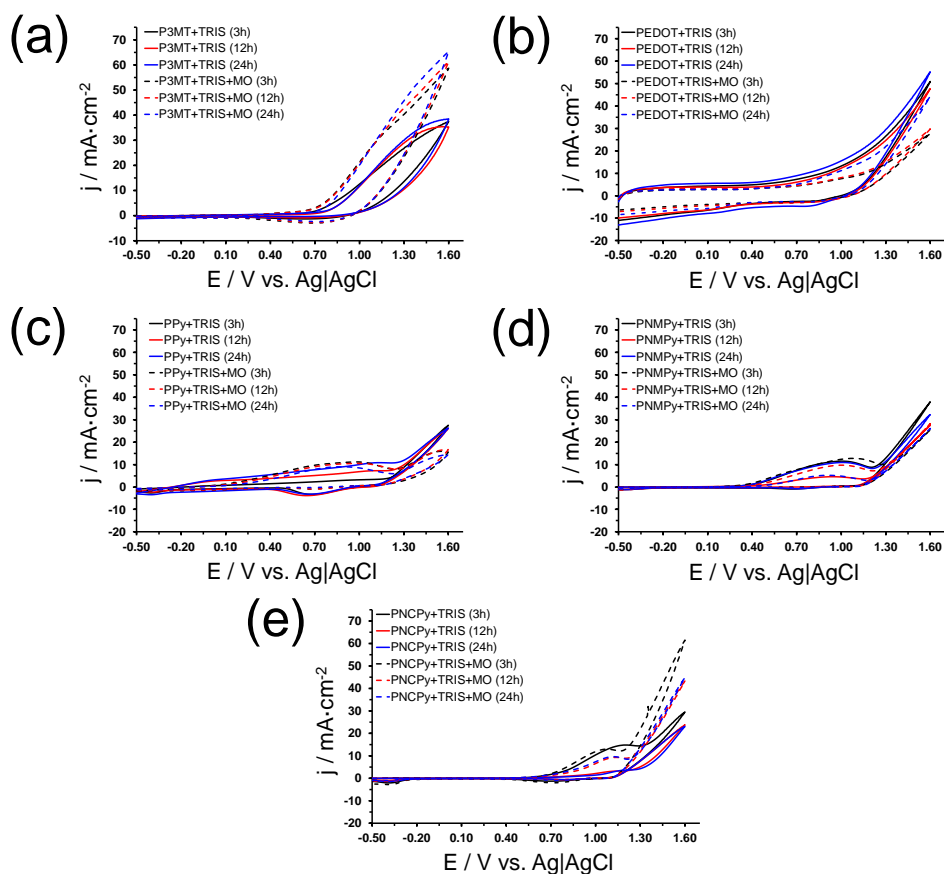 (a)
P3MT+TRIS (3h)
P3MT+TRIS (12h)
P3MT+TRIS (24h)
P3MT+TRIS+MO (3h)
P3MT+TRIS+MO (12h)
P3MT+TRIS+MO (24h)
j / mA·cm-2
70
60
50
40
30
20
10
0
-10
-0.50 -0.20 0.10 0.40 0.70 1.00 1.30 1.60
E / V vs. Ag|AgCl
(b)
PEDOT+TRIS (3h)
PEDOT+TRIS (12h)
PEDOT+TRIS (24h)
PEDOT+TRIS+MO (3h)
PEDOT+TRIS+MO (12h)
PEDOT+TRIS+MO (24h)
j / mA·cm-2
70
60
50
40
30
20
10
0
-10
-20
-0.50 -0.20 0.10 0.40 0.70 1.00 1.30 1.60
E / V vs. Ag|AgCl
(c)
PPy+TRIS (3h)
PPy+TRIS (12h)
PPy+TRIS (24h)
PPy+TRIS+MO (3h)
PPy+TRIS+MO (12h)
PPy+TRIS+MO (24h)
j / mA·cm-2
70
60
50
40
30
20
10
0
-10
-20
-0.50 -0.20 0.10 0.40 0.70 1.00 1.30 1.60
E / V vs. Ag|AgCl
(d)
PNMPy+TRIS (3h)
PNMPy+TRIS (12h)
PNMPy+TRIS (24h)
PNMPy+TRIS+MO (3h)
PNMPy+TRIS+MO (12h)
PNMPy+TRIS+MO (24h)
j / mA·cm-2
70
60
50
40
30
20
10
0
-10
-20
-0.50 -0.20 0.10 0.40 0.70 1.00 1.30 1.60
E / V vs. Ag|AgCl
(e)
PNCPy+TRIS (3h)
PNCPy+TRIS (12h)
PNCPy+TRIS (24h)
PNCPy+TRIS+MO (3h)
PNCPy+TRIS+MO (12h)
PNCPy+TRIS+MO (24h)
j / mA·cm-2
70
60
50
40
30
20
10
0
-10
-20
-0.50 -0.20 0.10 0.40 0.70 1.00 1.30 1.60
E / V vs. Ag|AgCl